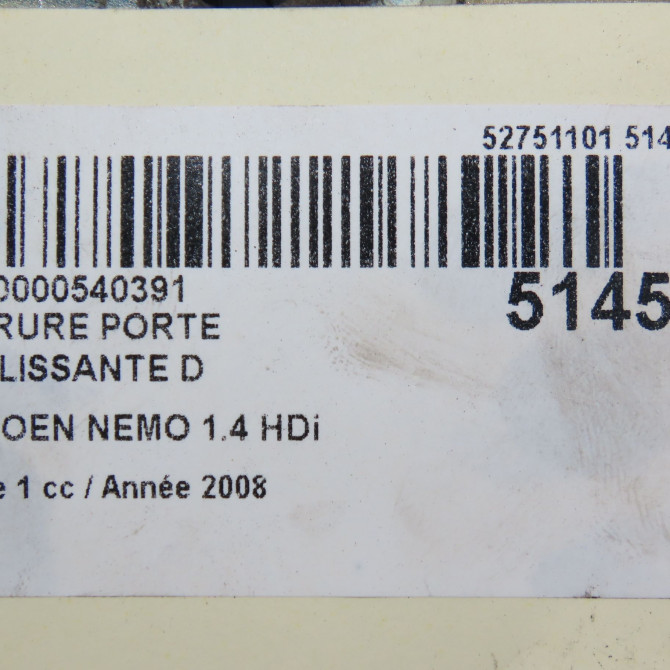 52751101 514
0000540391
5145
RURE PORTE
LISSANTE D
OEN NEMO 1.4 HDi
e 1 cc / Année 2008